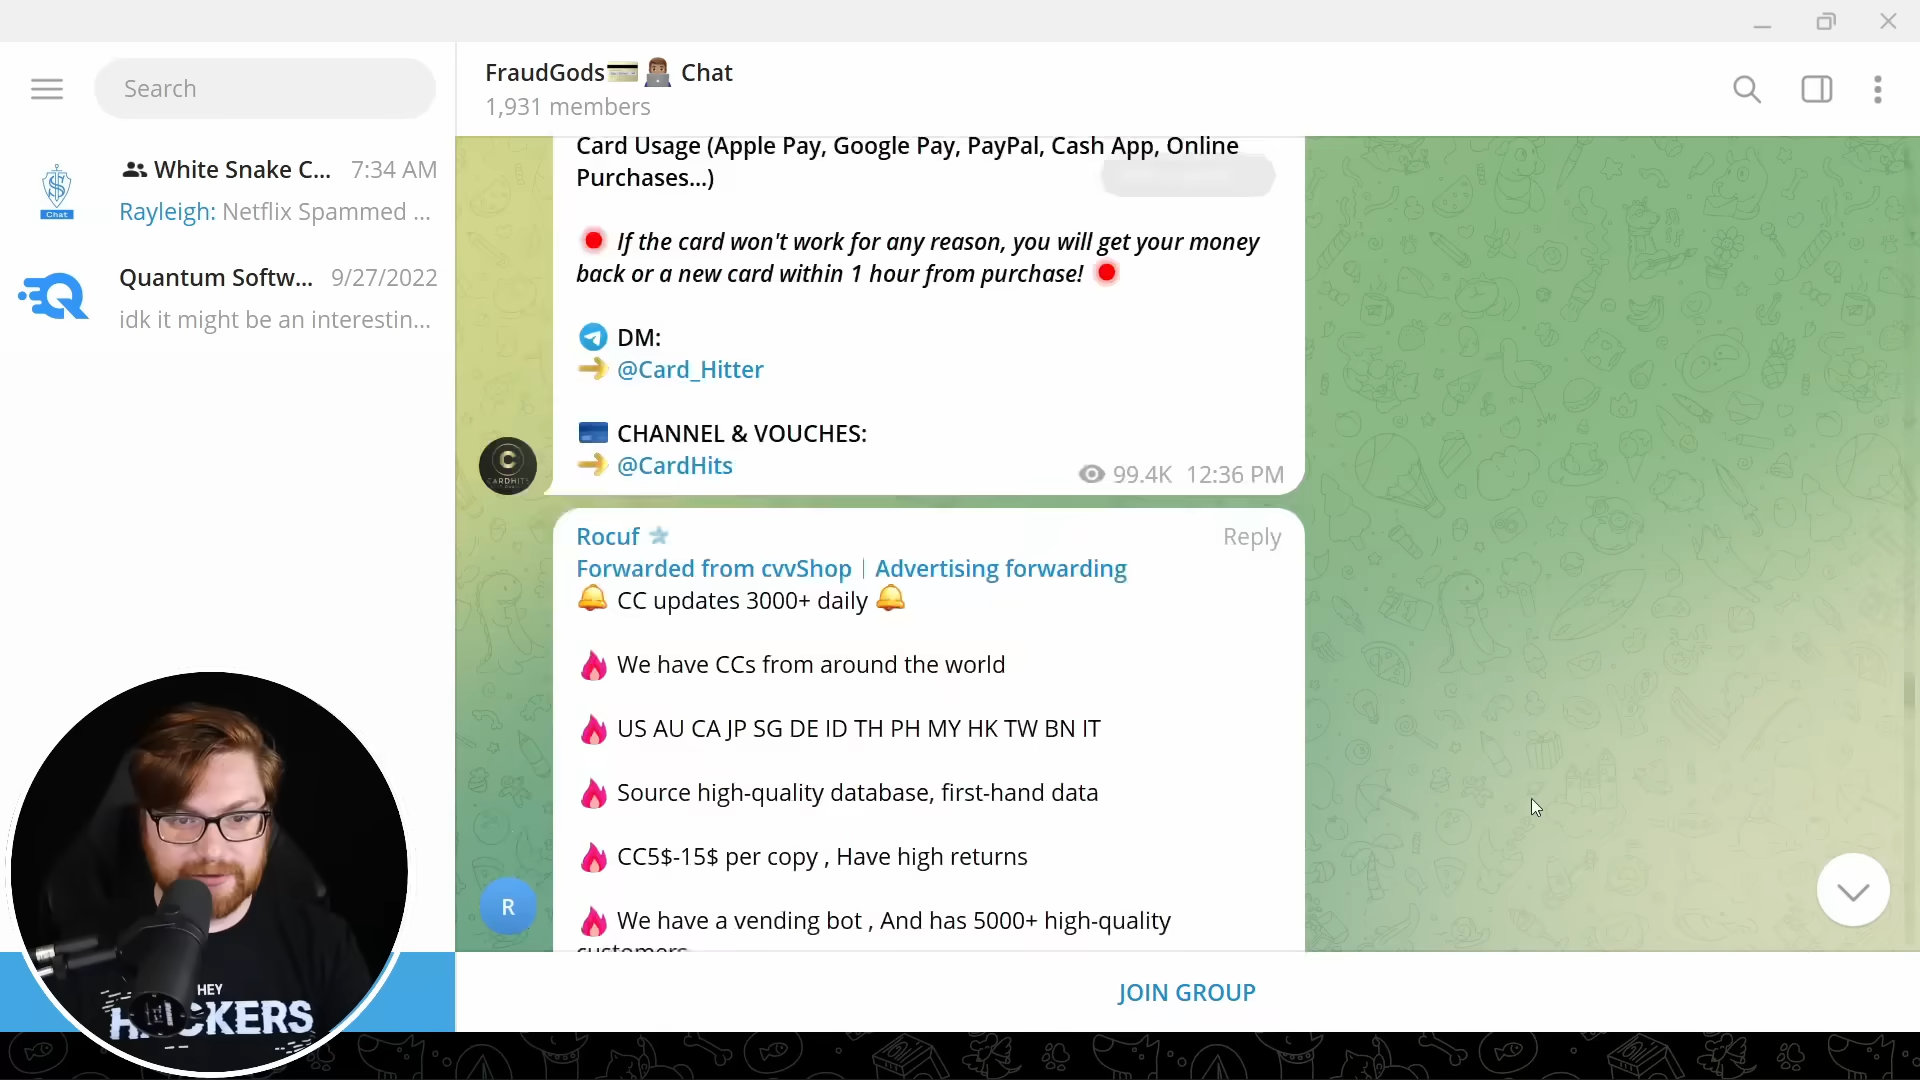 Search
White Snake C... 7:34 AM
Rayleigh: Netflix Spammed ...
Chat
Quantum Softw... 9/27/2022
idk it might be an interestin...
FraudGods Chat
1,931 members
Card Usage (Apple Pay, Google Pay, PayPal, Cash App, Online
Purchases...)
If the card won't work for any reason, you will get your money
back or a new card within 1 hour from purchase!
DM:
@Card_Hitter
CHANNEL & VOUCHES:
@CardHits
99.4K 12:36 PM
C
CARDHITS
Rocuf Reply
Forwarded from cvvShop | Advertising forwarding
CC updates 3000+ daily
We have CCs from around the world
US AU CA JP SG DE ID TH PH MY HK TW BN IT
Source high-quality database, first-hand data
CC5$-15$ per copy , Have high returns
We have a vending bot , And has 5000+ high-quality
customers
R
JOIN GROUP
HEY
HACKERS